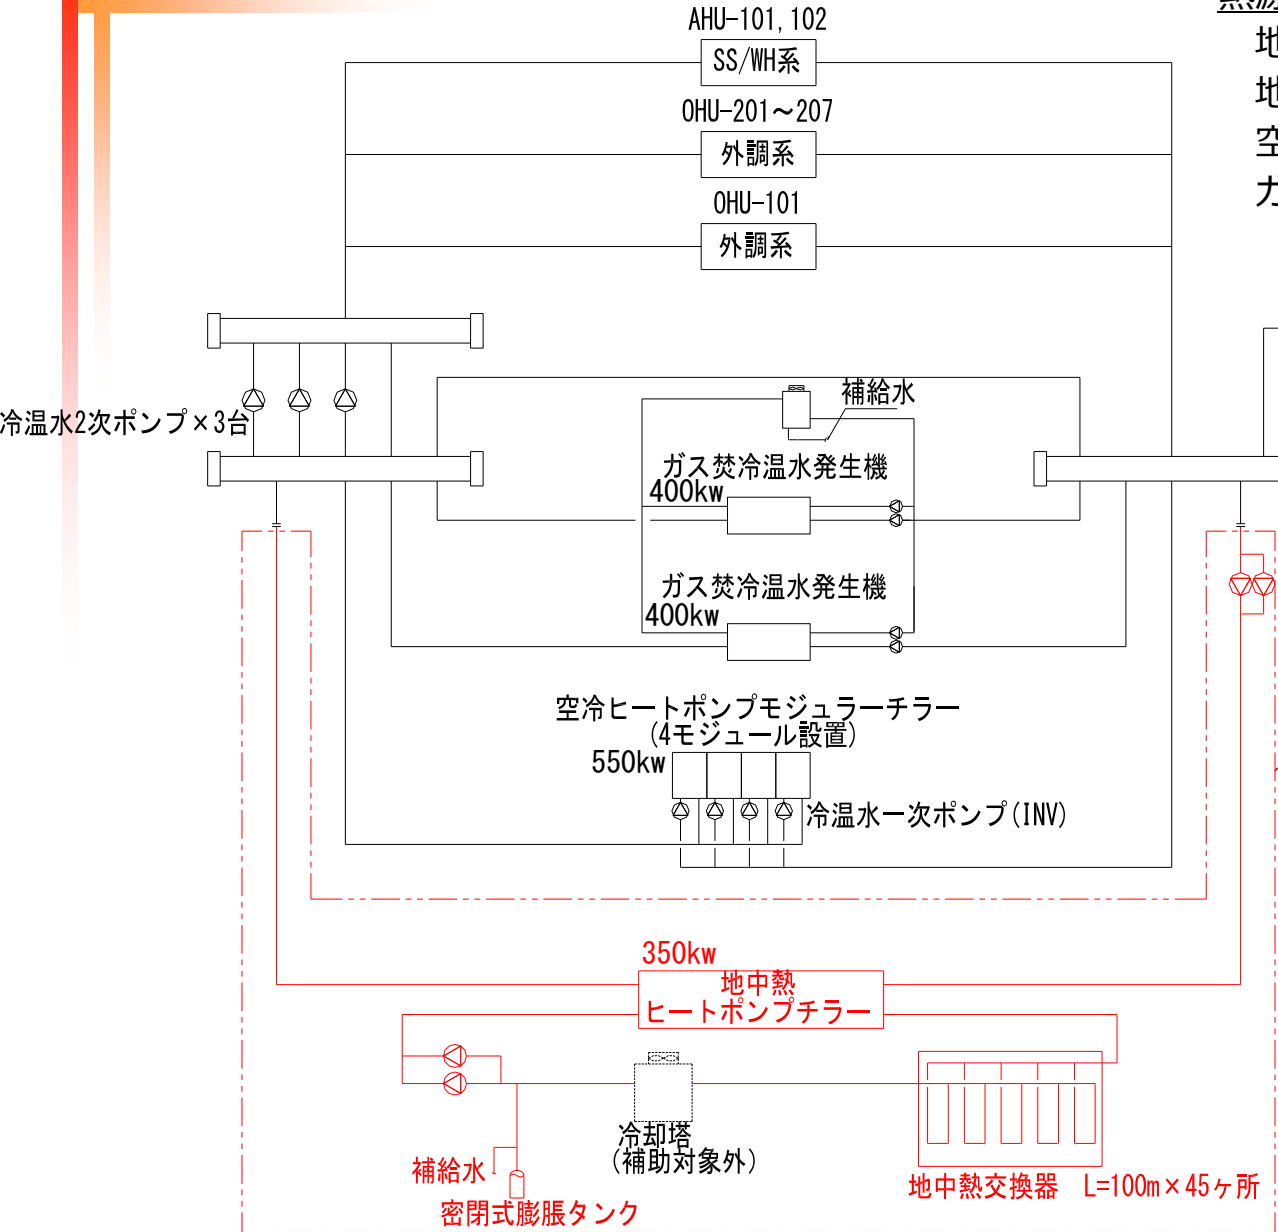 AHU-101,102
SS/WH系
OHU-201～207
外調系
OHU-101
外調系
地
地
空
ガ
冷温水2次ポンプ×3台
補給水
ガス焚冷温水発生機
400kw
ガス焚冷温水発生機
400kw
空冷ヒートポンプモジュラーチラー
(4モジュール設置)
550kw
冷温水一次ポンプ(INV)
350kw
地中熱
ヒートポンプチラー
冷却塔
(補助対象外)
補給水
密閉式膨張タンク
地中熱交換器 L=100m×45ヶ所